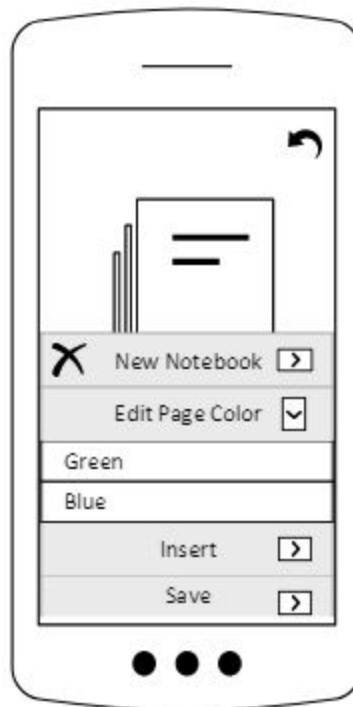 New Notebook
Edit Page Color
Green
Blue
Insert
Save